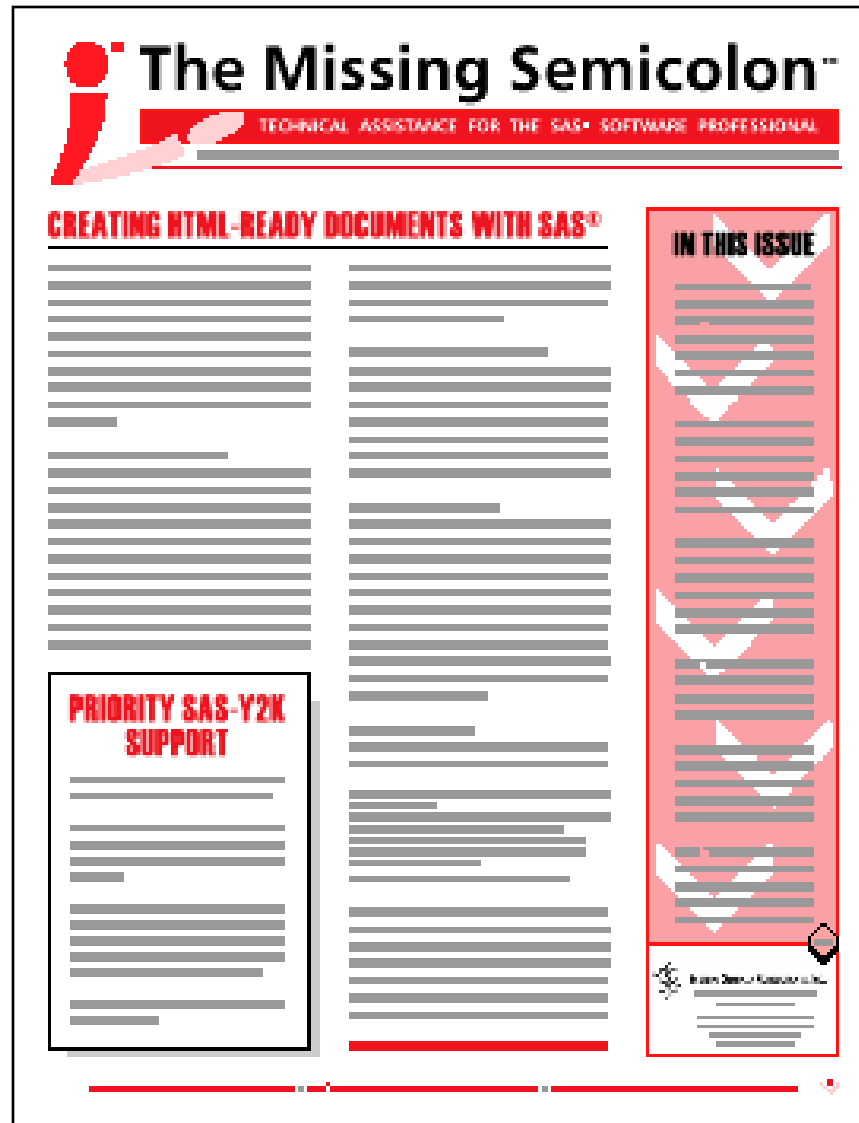 The Missing Semicolon™
TECHNICAL ASSISTANCE FOR THE SAS® SOFTWARE PROFESSIONAL
CREATING HTML-READY DOCUMENTS WITH SAS®
IN THIS ISSUE
PRIORITY SAS-Y2K
SUPPORT